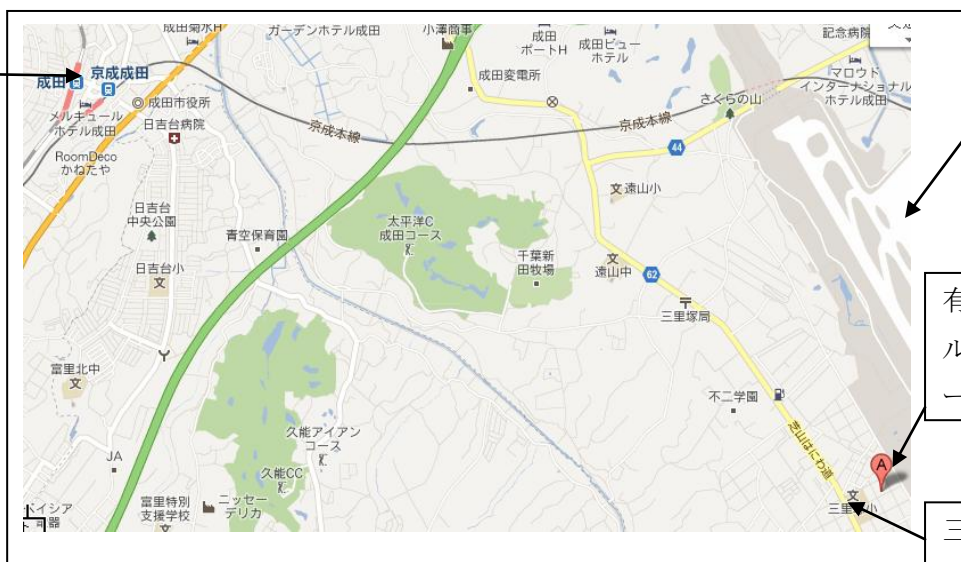 成田菊水H
ガーデンホテル成田
小澤商事
成田
ポートH
成田ビュー
ホテル
記念病院
成田
京成成田
成田変電所
マロウド
インターナショナル
ホテル成田
メルキュール
ホテル成田
成田市役所
さくらの山
日吉台病院
京成本線
京成本線
44
RoomDeco
かねたや
遠山小
日吉台
中央公園
太平洋C
成田コース
青空保育園
千葉新
田牧場
遠山中
日吉台小
62
三里塚局
有
ル
ー
富里北中
不二学園
久能アイアン
コース
芝山はにわ道
JA
久能CC
A
富里特別
支援学校
ニッセー
デリカ
三里
小
三